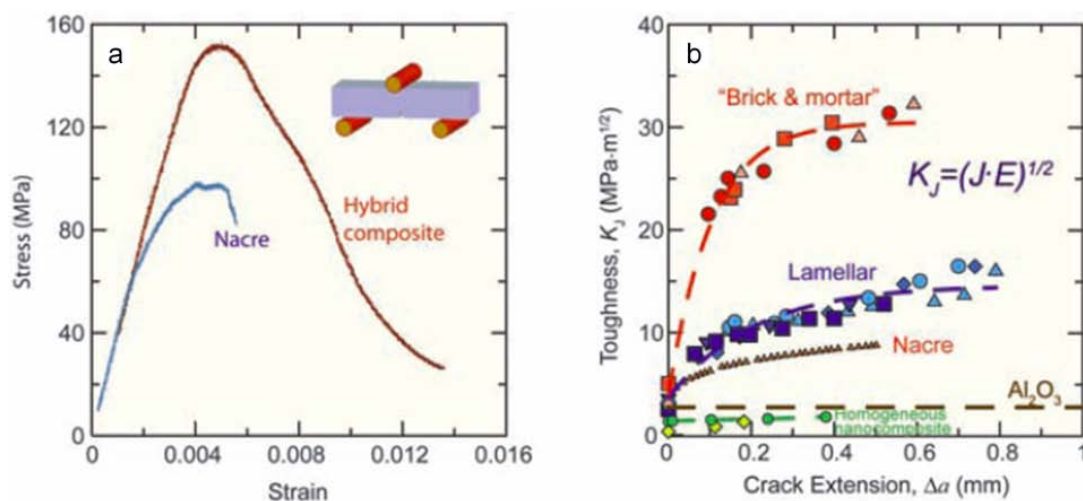 a
160
120
80
40
0
Stress (MPa)
Nacre
Hybrid
composite
0
0.004
0.008
0.012
0.016
Strain
b
40
30
20
10
0
Toughness, K_J (MPa·m^1/2)
"Brick & mortar"
K_J=(J·E)^1/2
Lamellar
Nacre
Al₂O₃
Homogeneous
nanocomposite
0
0.2
0.4
0.6
0.8
1
Crack Extension, Δa (mm)